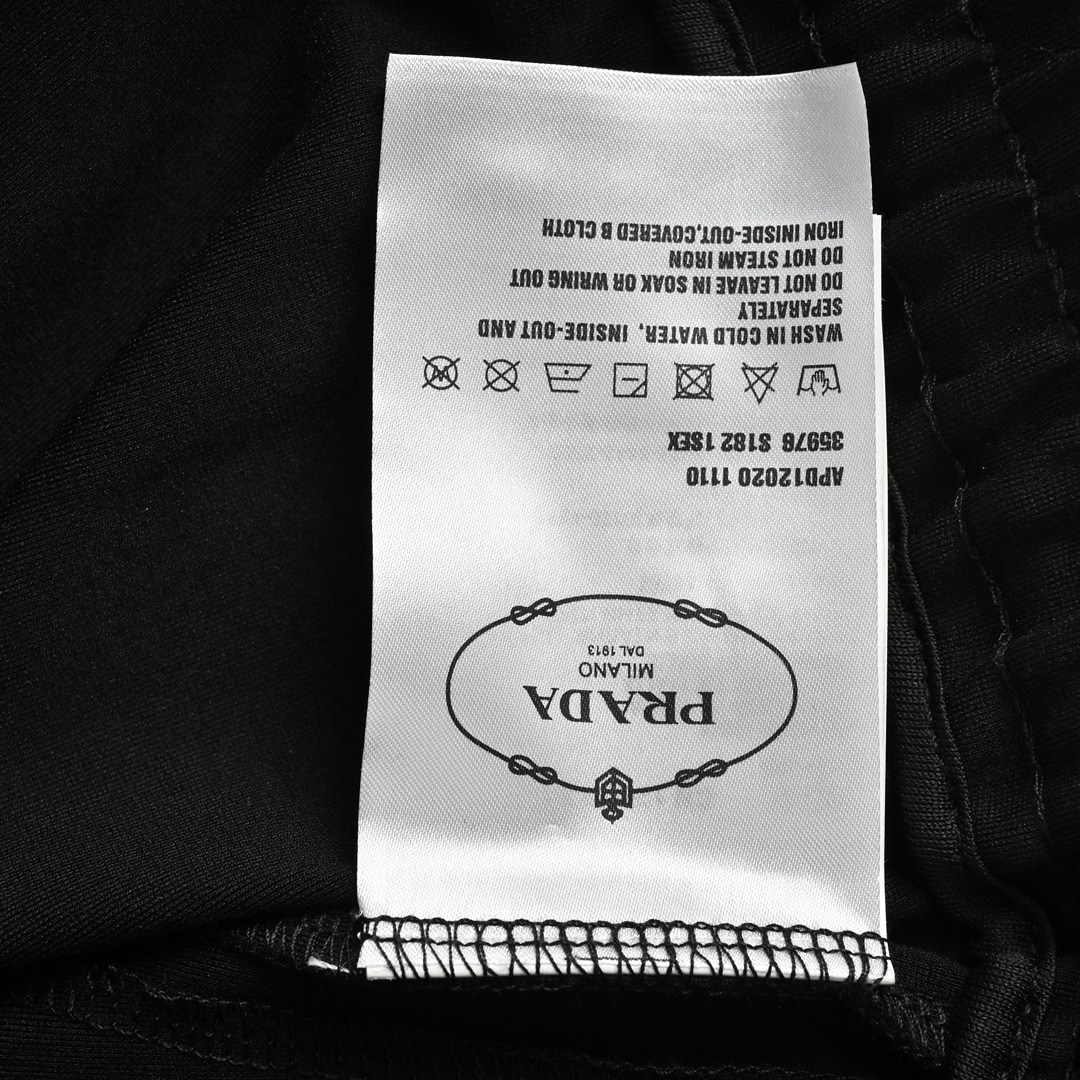 PRADA
MILANO
DAL 1913
APD12020 1110
35976 S182 1SEX
WASH IN COLD WATER, INSIDE-OUT AND
SEPARATELY
DO NOT LEAVAE IN SOAK OR WRING OUT
DO NOT STEAM IRON
IRON INISDE-OUT,COVERED B CLOTH